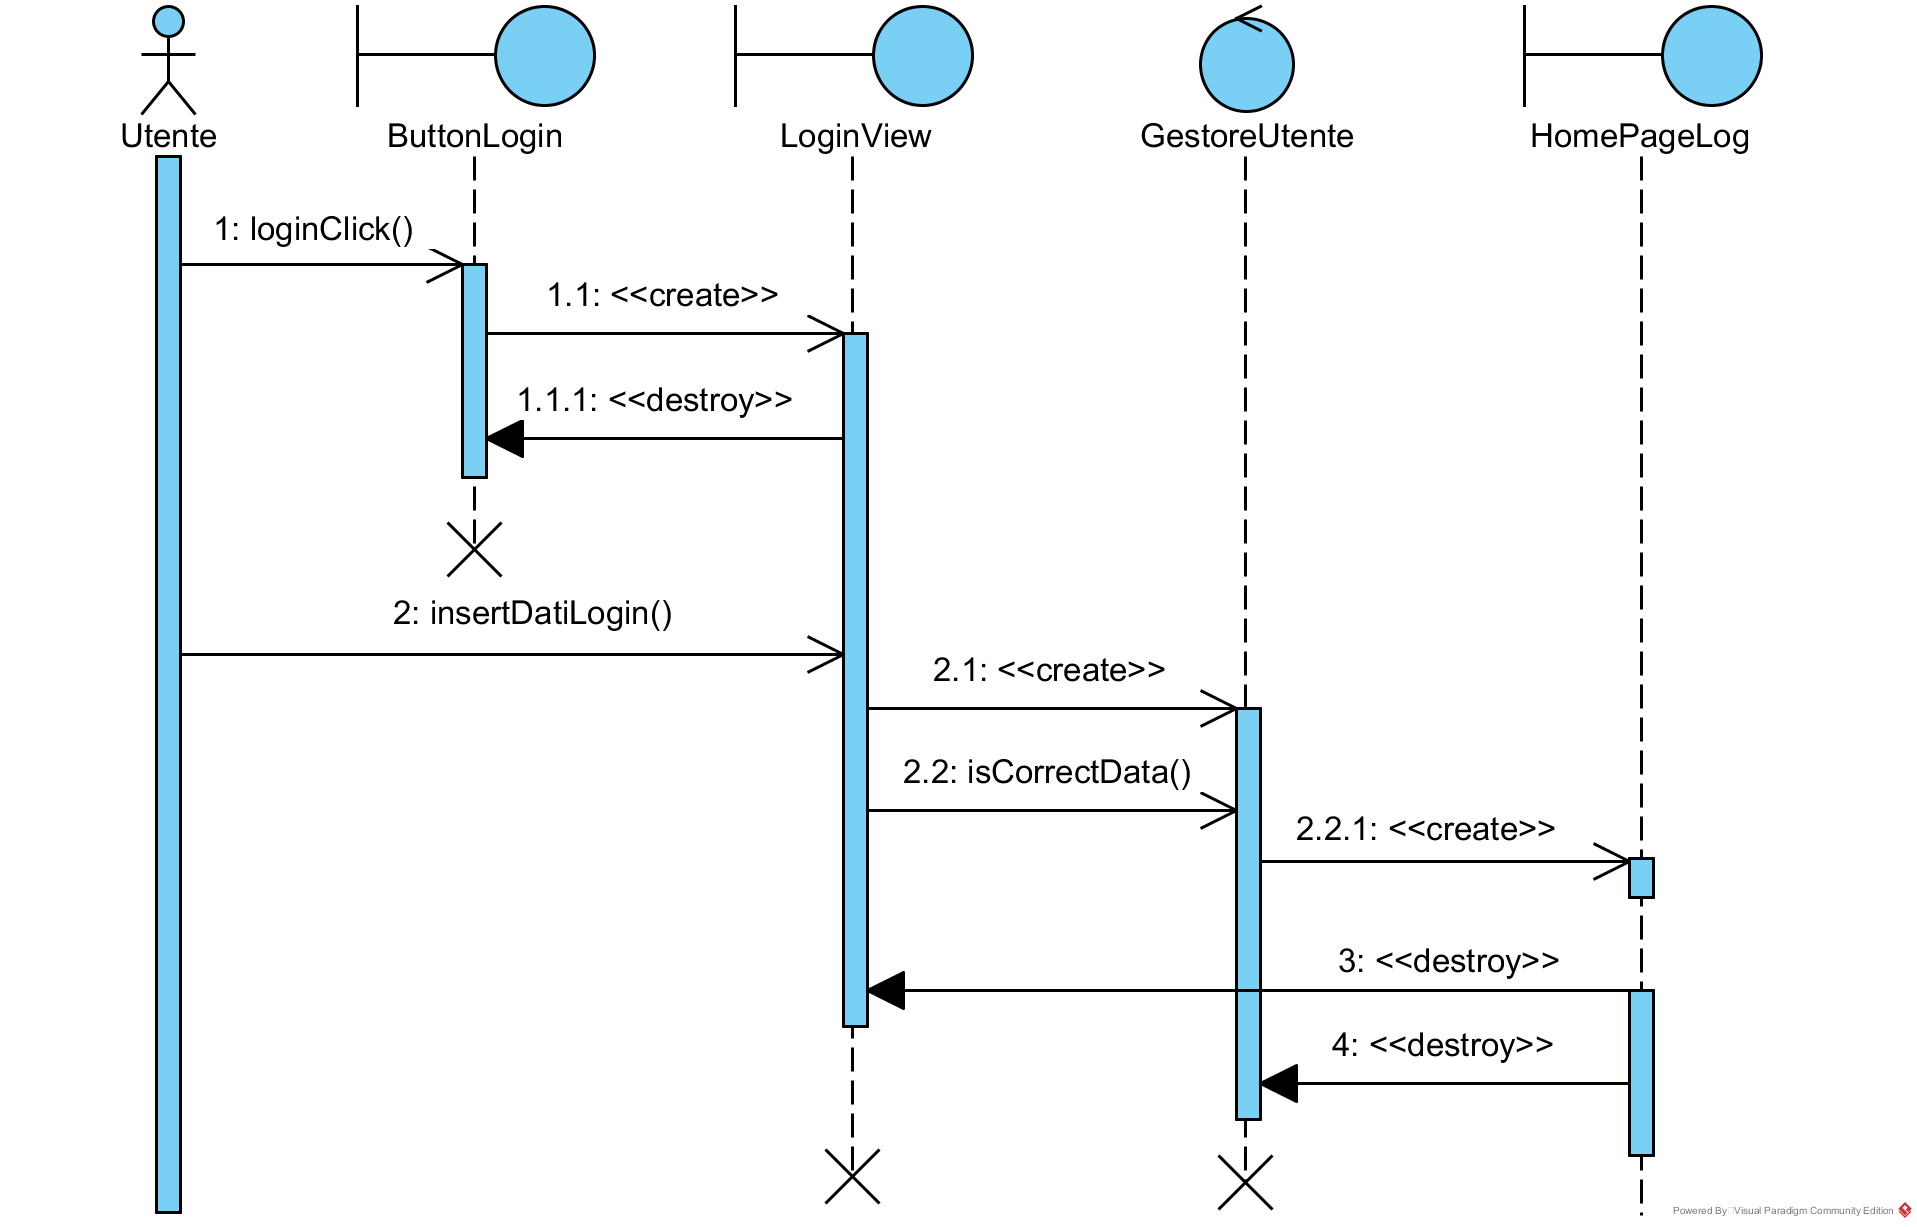 Utente
ButtonLogin
LoginView
GestoreUtente
HomePageLog
1: loginClick()
1.1: <<create>>
1.1.1: <<destroy>>
2: insertDatiLogin()
2.1: <<create>>
2.2: isCorrectData()
2.2.1: <<create>>
3: <<destroy>>
4: <<destroy>>
Powered By Visual Paradigm Community Edition